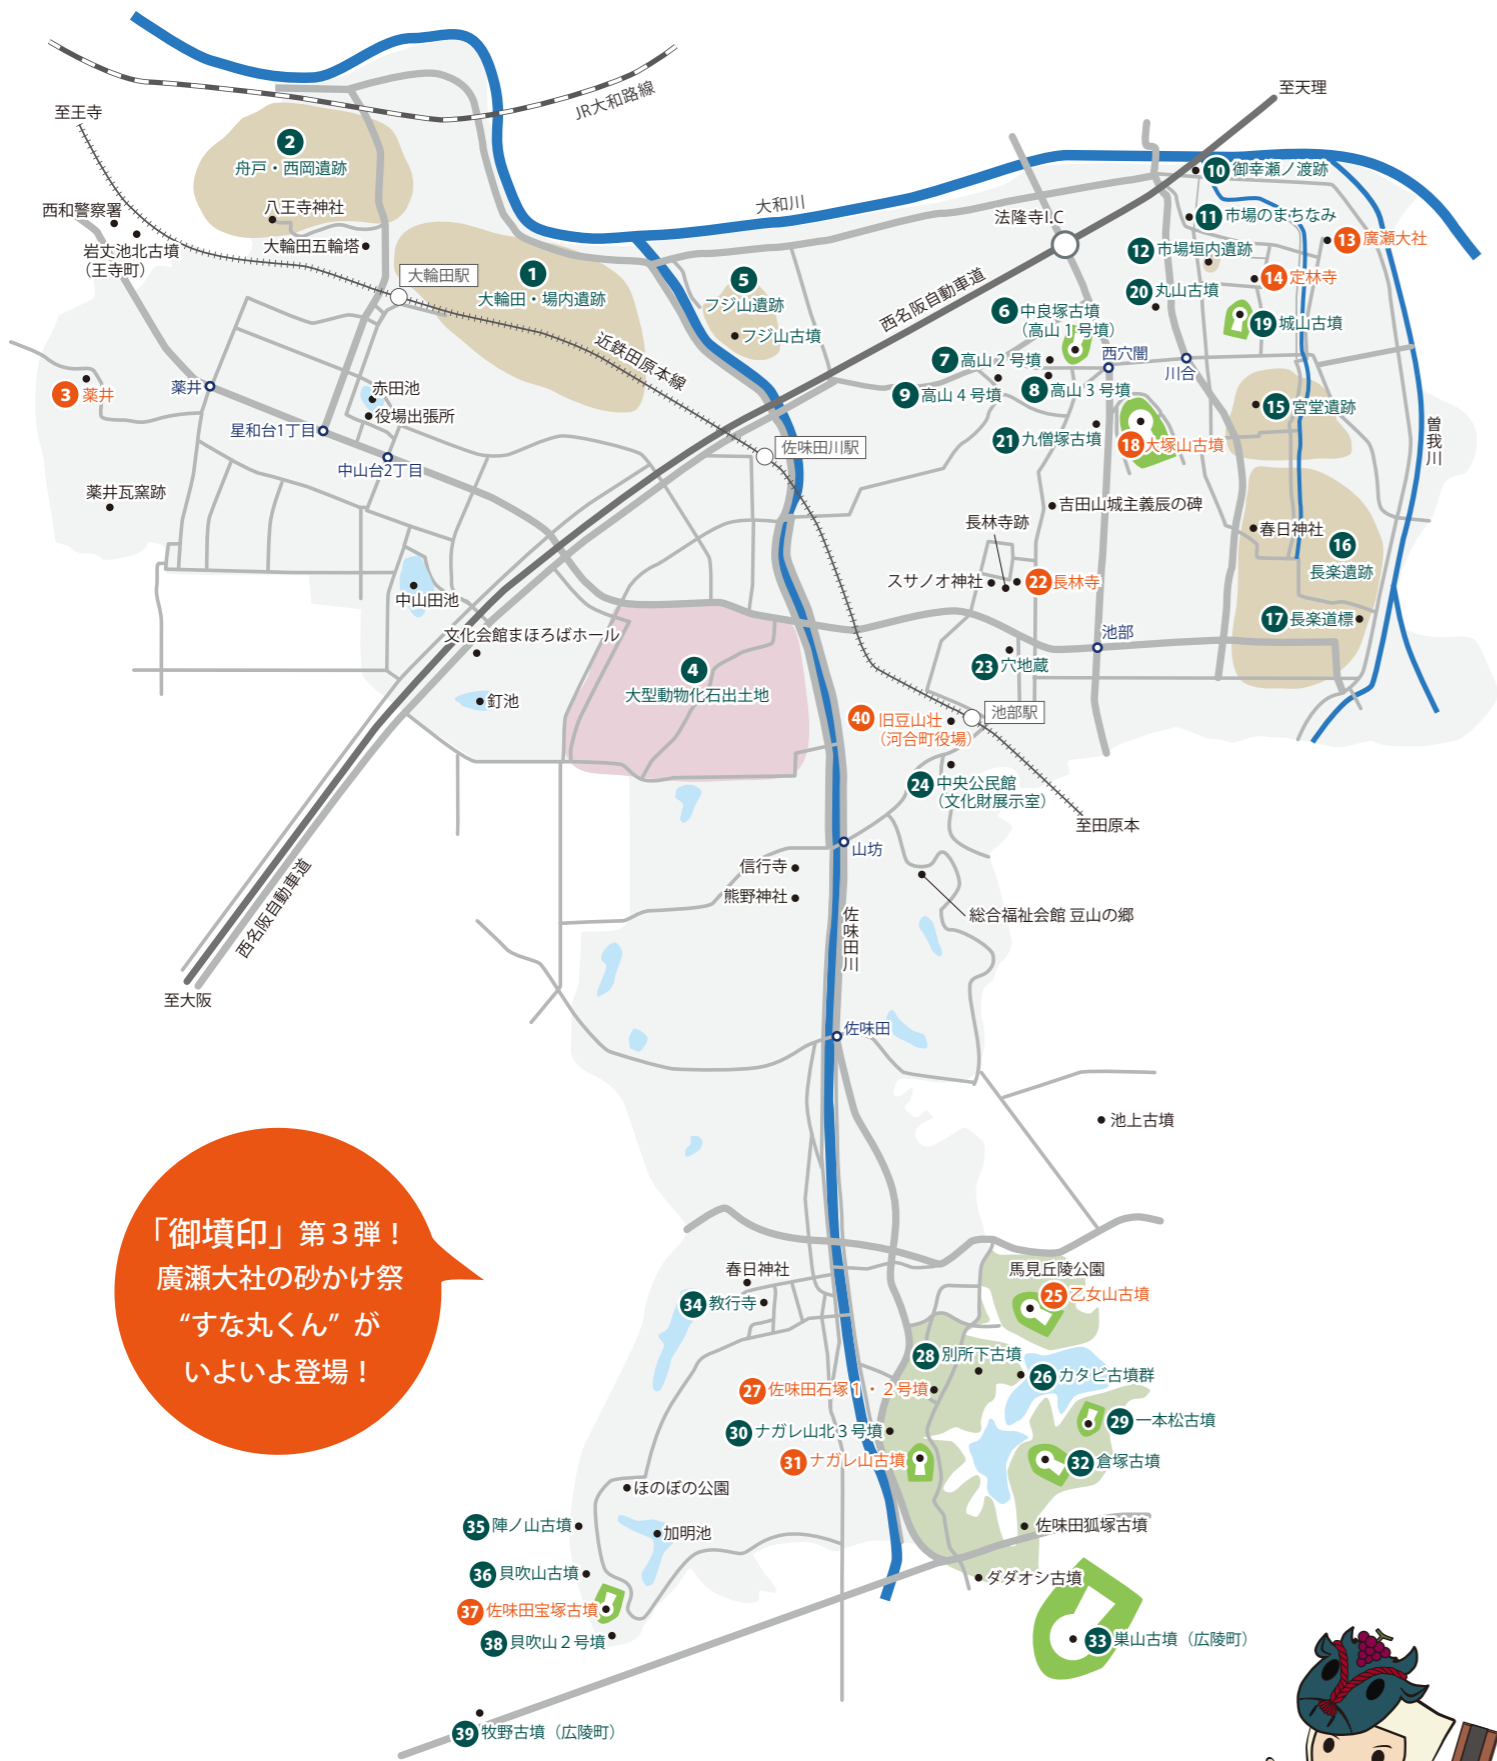 至天理
JR大和路線
至王寺
2
舟戸・西岡遺跡
10 御幸瀬ノ渡跡
西和警察署
八王寺神社
大和川
法隆寺I.C
11 市場のまちなみ
13 廣瀬大社
岩丈池北古墳
（王寺町）
大輪田五輪塔
12 市場垣内遺跡
大輪田駅
1
大輪田・場内遺跡
5
フジ山遺跡
14 定林寺
20 丸山古墳
西名阪自動車道
6 中良塚古墳
（高山１号墳）
19 城山古墳
フジ山古墳
近鉄田原本線
7 高山２号墳
西穴闇
川合
3 薬井
薬井
赤田池
9 高山４号墳
8 高山３号墳
役場出張所
15 宮堂遺跡
星和台1丁目
21 九僧塚古墳
18 大塚山古墳
曽我川
佐味田川駅
中山台2丁目
薬井瓦窯跡
吉田山城主義辰の碑
長林寺跡
春日神社
16
長楽遺跡
スサノオ神社
22 長林寺
中山田池
17 長楽道標
文化会館まほろばホール
池部
4
大型動物化石出土地
23 穴地蔵
釘池
40 旧豆山荘
（河合町役場）
池部駅
24 中央公民館
（文化財展示室）
至田原本
山坊
信行寺
熊野神社
西名阪自動車道
総合福祉会館 豆山の郷
佐味田川
至大阪
佐味田
池上古墳
「御墳印」第３弾！
廣瀬大社の砂かけ祭
“すな丸くん”が
いよいよ登場！
春日神社
馬見丘陵公園
34 教行寺
25 乙女山古墳
28 別所下古墳
26 カタビ古墳群
27 佐味田石塚１・２号墳
29 一本松古墳
30 ナガレ山北３号墳
31 ナガレ山古墳
32 倉塚古墳
ほのぼの公園
35 陣ノ山古墳
加明池
佐味田狐塚古墳
36 貝吹山古墳
ダダオシ古墳
37 佐味田宝塚古墳
38 貝吹山２号墳
33 巣山古墳（広陵町）
39 牧野古墳（広陵町）